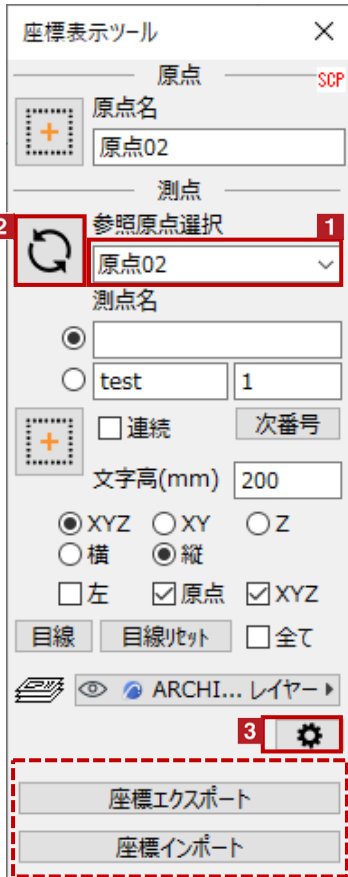 座標表示ツール ×
原点
SCP
原点名
原点02
測点
2
参照原点選択
1
原点02
測点名
test 1
連続 次番号
文字高(mm) 200
XYZ XY Z
横 縦
左 原点 XYZ
目線 目線リセット 全て
ARCHI... レイヤー
3
座標エクスポート
座標インポート